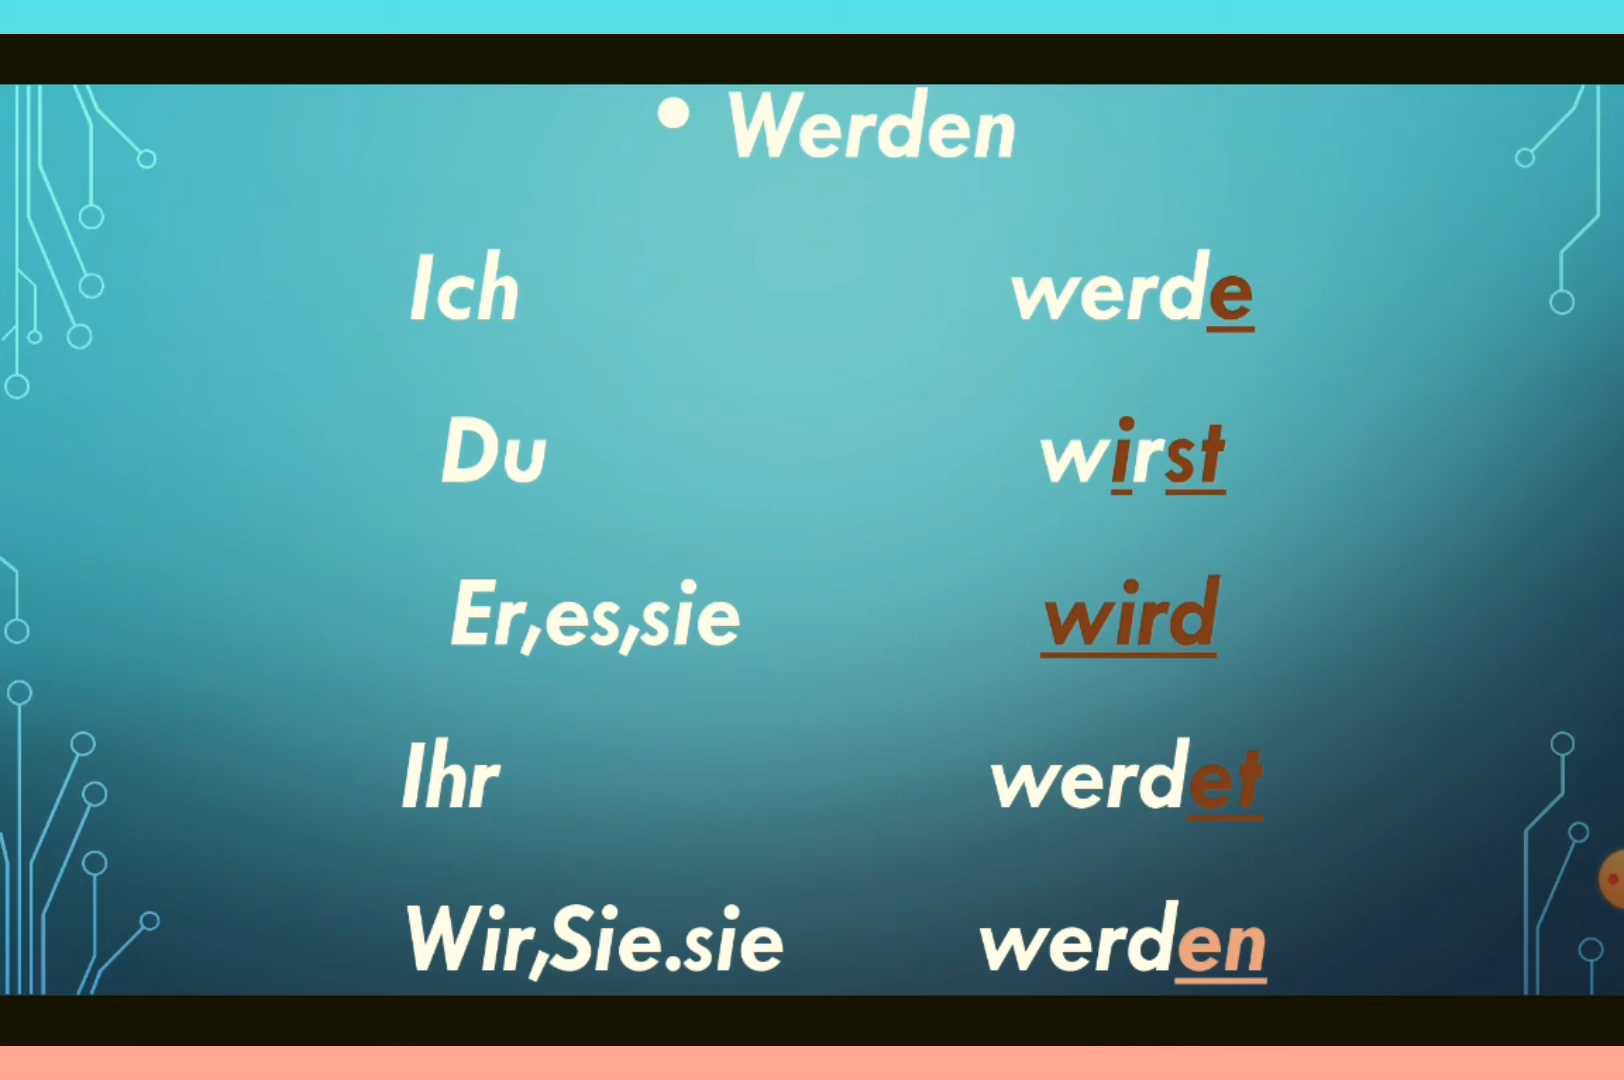 • Werden
Ich werde
Du wirst
Er,es,sie wird
Ihr werdet
Wir,Sie.sie werden